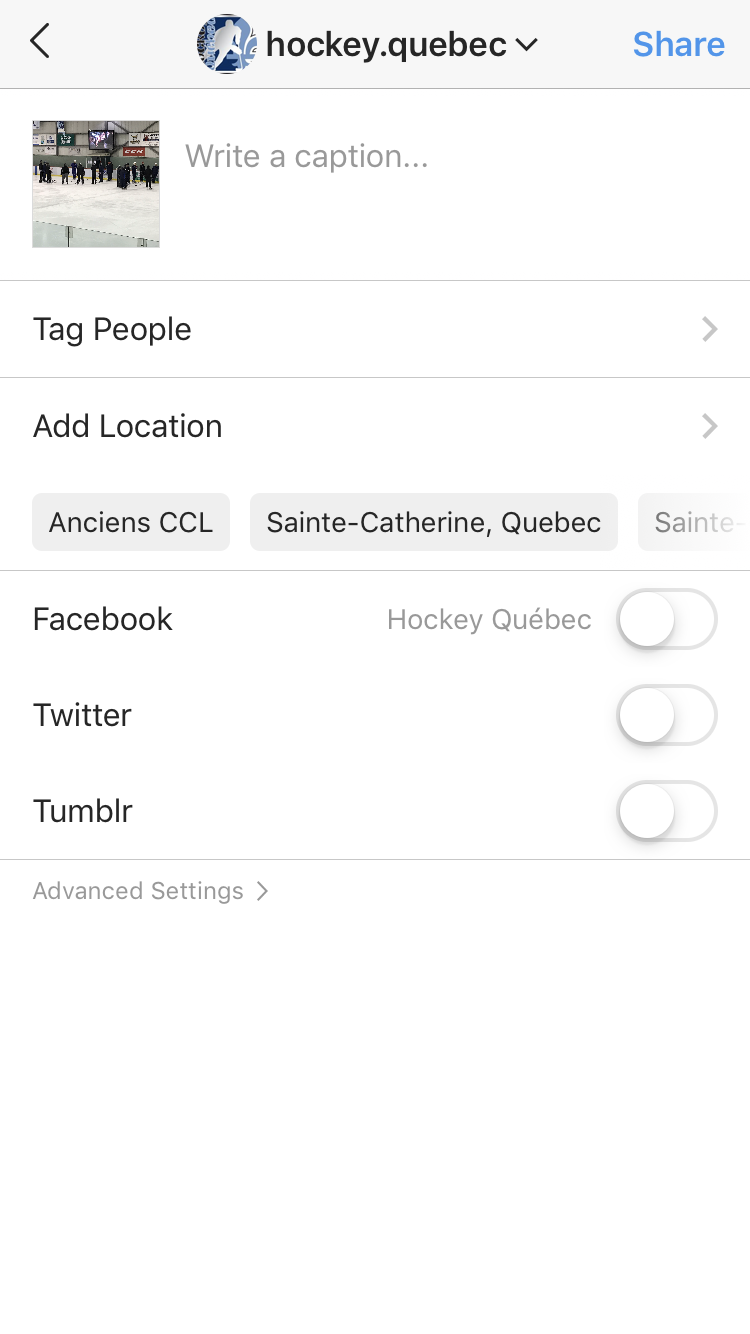 hockey.quebec
Share
Write a caption...
Tag People
Add Location
Anciens CCL
Sainte-Catherine, Quebec
Sainte-
Facebook
Hockey Québec
Twitter
Tumblr
Advanced Settings